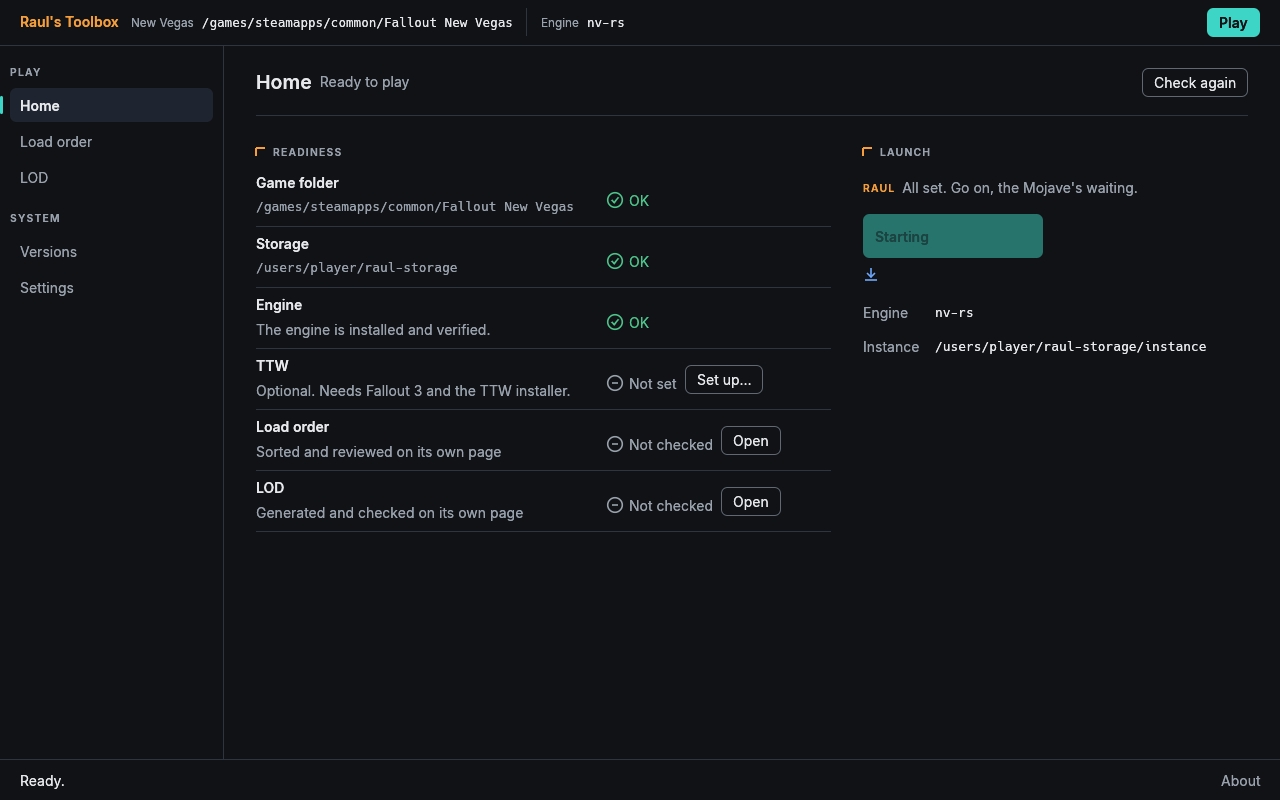 Raul's Toolbox New Vegas /games/steamapps/common/Fallout New Vegas Engine nv-rs Play
PLAY
Home
Load order
LOD
SYSTEM
Versions
Settings
Home Ready to play Check again
READINESS
Game folder
/games/steamapps/common/Fallout New Vegas OK
Storage
/users/player/raul-storage OK
Engine
The engine is installed and verified. OK
TTW
Optional. Needs Fallout 3 and the TTW installer. Not set Set up...
Load order
Sorted and reviewed on its own page Not checked Open
LOD
Generated and checked on its own page Not checked Open
LAUNCH
RAUL All set. Go on, the Mojave's waiting.
Starting
Engine nv-rs
Instance /users/player/raul-storage/instance
Ready. About